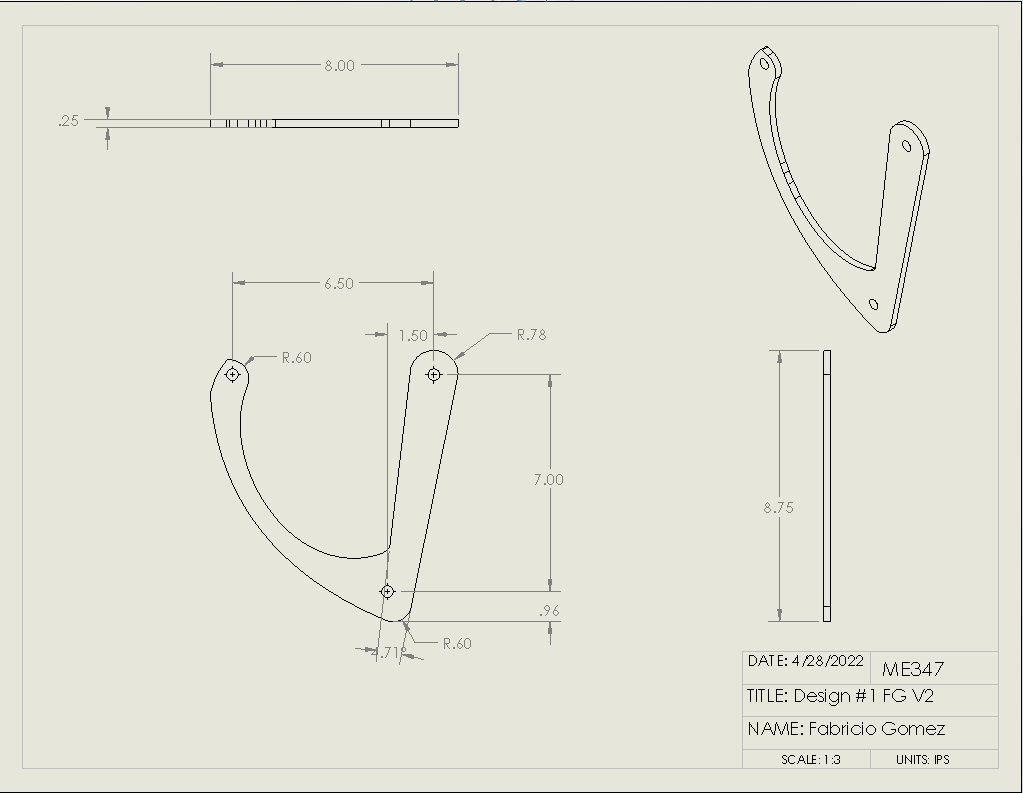 8.00
.25
6.50
1.50
R.78
R.60
7.00
8.75
.96
R.60
4.71°
DATE: 4/28/2022
ME347
TITLE: Design #1 FG V2
NAME: Fabricio Gomez
SCALE: 1:3
UNITS: IPS